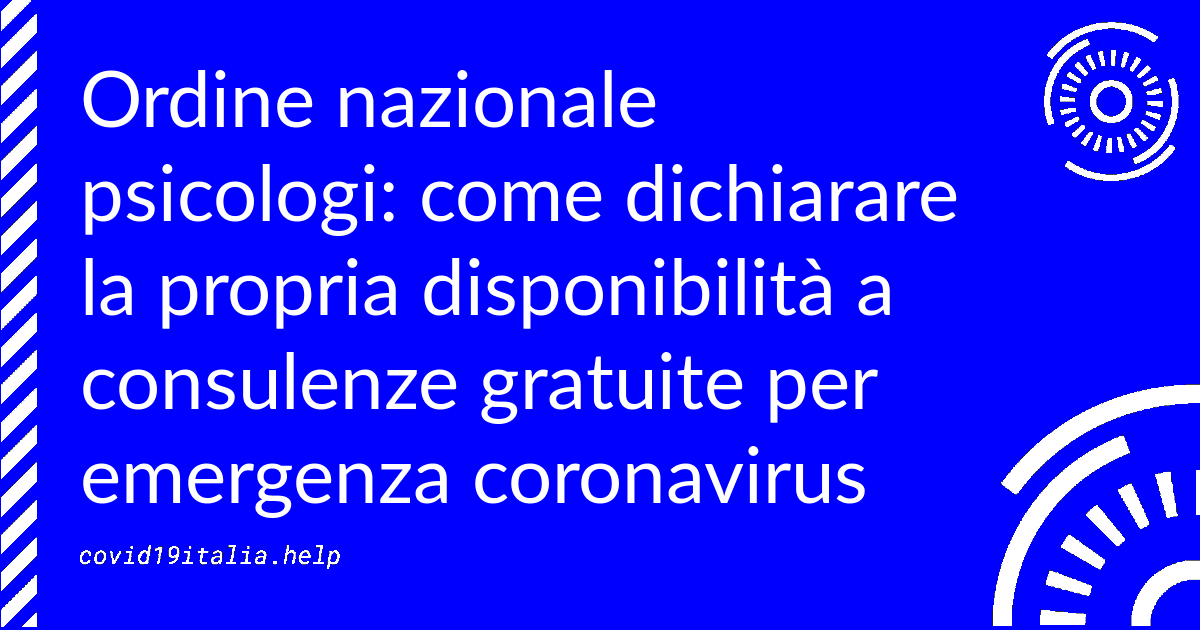 Ordine nazionale
psicologi: come dichiarare
la propria disponibilità a
consulenze gratuite per
emergenza coronavirus
covid19italia.help